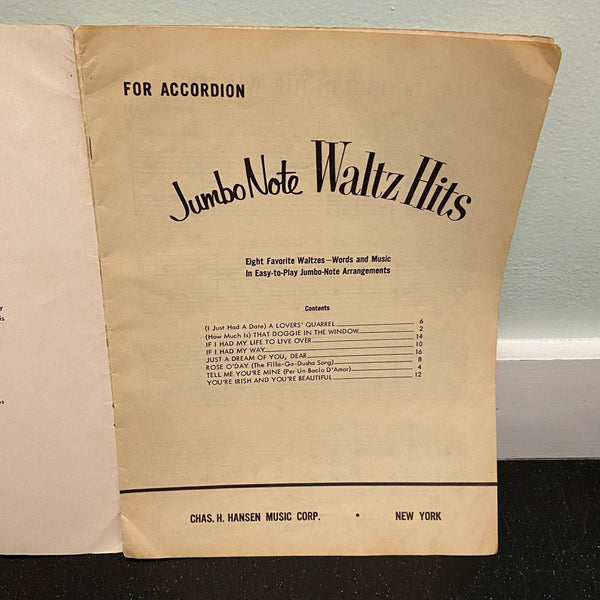 FOR ACCORDION
Jumbo Note Waltz Hits
Eight Favorite Waltzes—Words and Music
In Easy-to-Play Jumbo-Note Arrangements
Contents
(I Just Had A Date) A LOVERS' QUARREL 6
(How Much Is) THAT DOGGIE IN THE WINDOW 2
IF I HAD MY LIFE TO LIVE OVER 14
IF I HAD MY WAY 10
JUST A DREAM OF YOU, DEAR 16
ROSE O'DAY (The Filla-Ga-Dusha Song) 8
TELL ME YOU'RE MINE (Per Un Bacio D'Amor) 4
YOU'RE IRISH AND YOU'RE BEAUTIFUL 12
CHAS. H. HANSEN MUSIC CORP. • NEW YORK